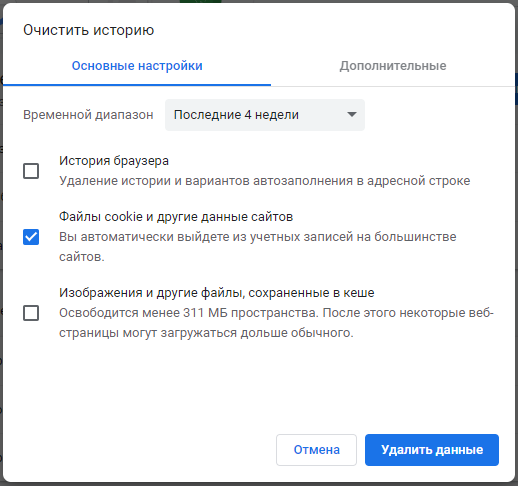 Очистить историю
Основные настройки
Дополнительные
Временной диапазон
Последние 4 недели
История браузера
Удаление истории и вариантов автозаполнения в адресной строке
Файлы cookie и другие данные сайтов
Вы автоматически выйдете из учетных записей на большинстве
сайтов.
Изображения и другие файлы, сохраненные в кеше
Освободится менее 311 МБ пространства. После этого некоторые веб-
страницы могут загружаться дольше обычного.
Отмена
Удалить данные